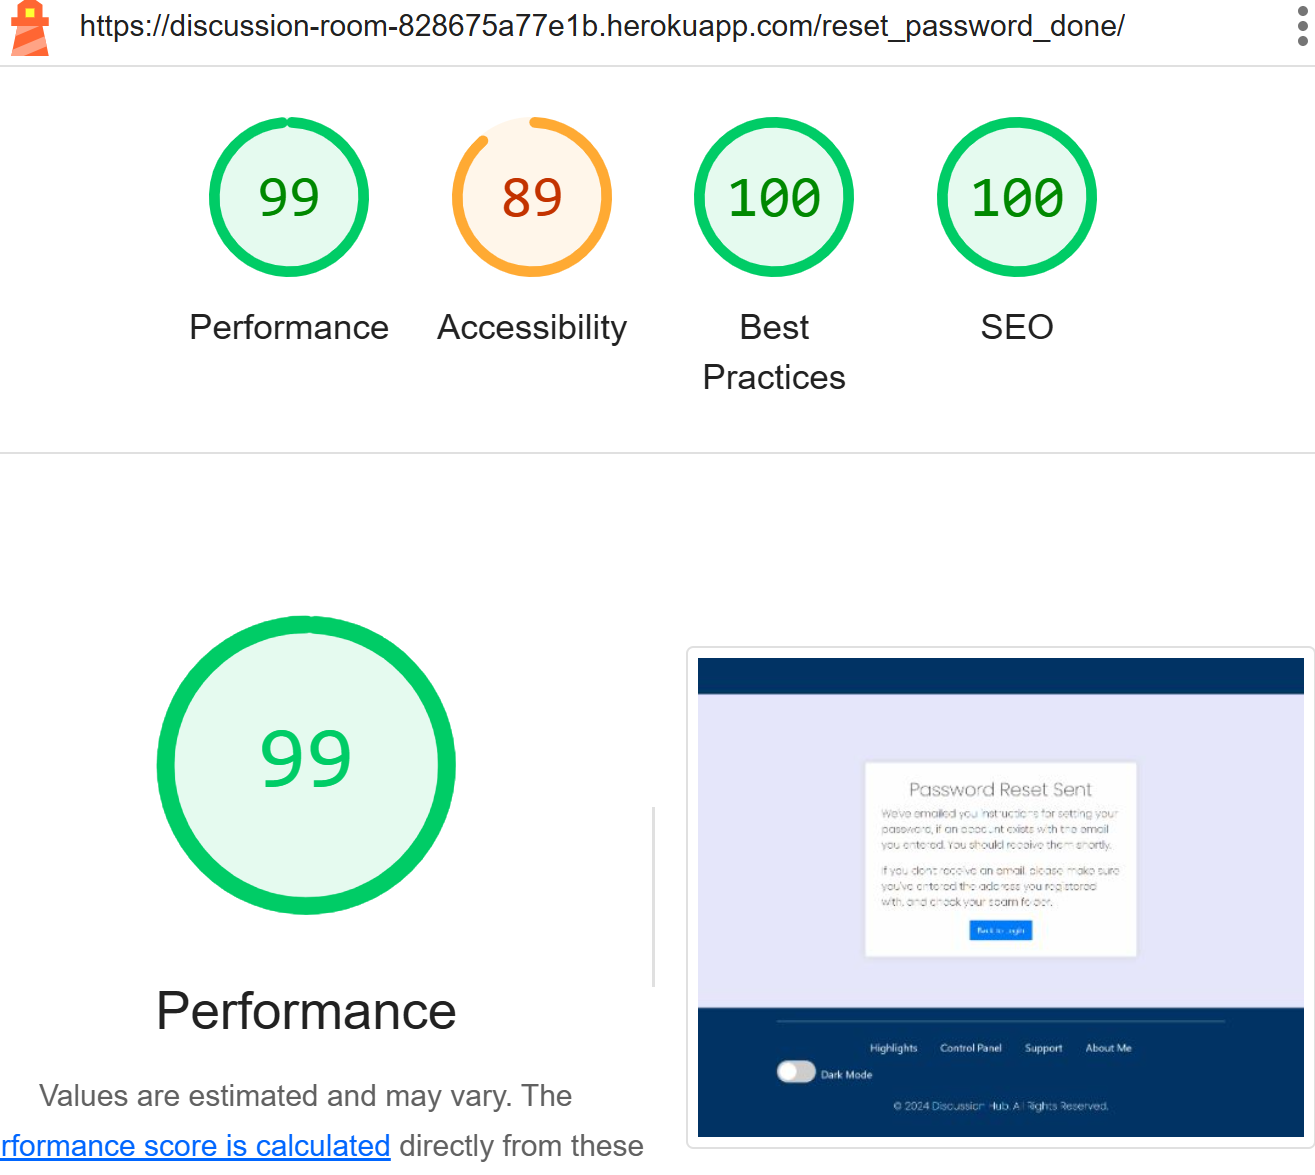 https://discussion-room-828675a77e1b.herokuapp.com/reset_password_done/
99
89
100
100
Performance
Accessibility
Best
Practices
SEO
99
Performance
Values are estimated and may vary. The
rformance score is calculated directly from these
Password Reset Sent
We've emailed you instructions for setting your
password, if an account exists with the email
you entered. You should receive them shortly.
If you don't receive an email, please make sure
you've entered the address you registered
with, and check your spam folder.
Back to Login
Highlights
Control Panel
Support
About Me
Dark Mode
© 2024 Discussion Hub. All Rights Reserved.